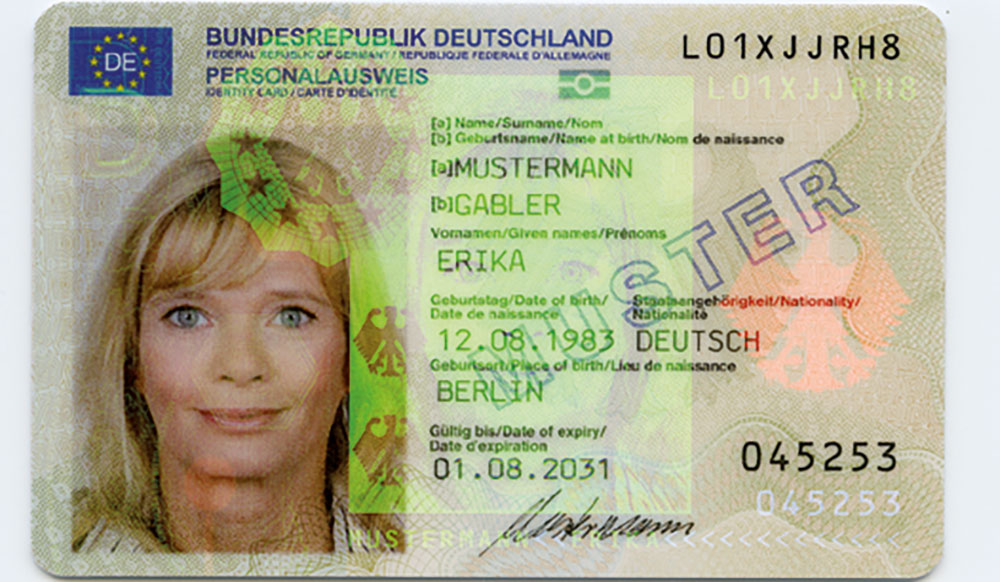 DE
BUNDESREPUBLIK DEUTSCHLAND
FEDERAL REPUBLIC OF GERMANY / REPUBLIQUE FEDERALE D'ALLEMAGNE
PERSONALAUSWEIS
IDENTITY CARD / CARTE D'IDENTITÉ
L01XJJRH8
L01XJJRH8
[a] Name/Surname/Nom
[b] Geburtsname/Name at birth/Nom de naissance
[a]MUSTERMANN
[b]GABLER
Vornamen/Given names/Prénoms
ERIKA
Geburtstag/Date of birth/
Date de naissance
Staatsangehörigkeit/Nationality/
Nationalité
12.08.1983 DEUTSCH
Geburtsort/Place of birth/Lieu de naissance
BERLIN
Gültig bis/Date of expiry/
Date d'expiration
01.08.2031
045253
045253
MUSTER
Mustermann
MUSTERMANN ERIKA<<<<<<<<<<<